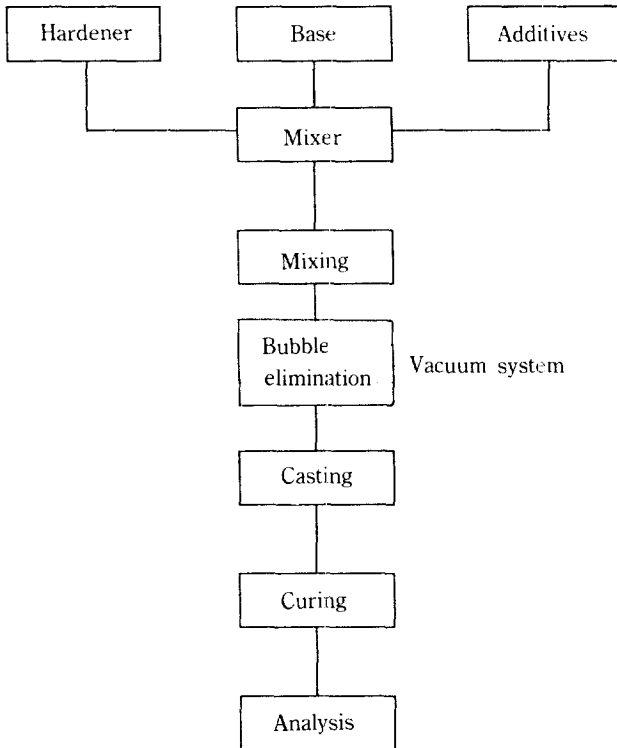 Hardener
Base
Additives
Mixer
Mixing
Bubble
elimination
Vacuum system
Casting
Curing
Analysis